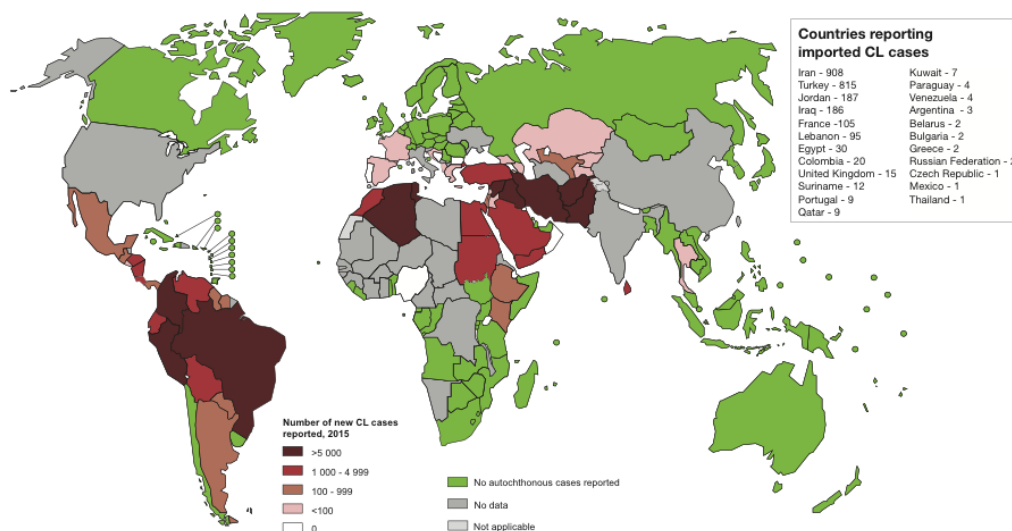 Countries reporting
imported CL cases
Iran - 908
Turkey - 815
Jordan - 187
Iraq - 186
France -105
Lebanon - 95
Egypt - 30
Colombia - 20
United Kingdom - 15
Suriname - 12
Portugal - 9
Qatar - 9
Kuwait - 7
Paraguay - 4
Venezuela - 4
Argentina - 3
Belarus - 2
Bulgaria - 2
Greece - 2
Russian Federation -
Czech Republic - 1
Mexico - 1
Thailand - 1
Number of new CL cases
reported, 2015
>5 000
1 000 - 4 999
100 - 999
<100
0
No autochthonous cases reported
No data
Not applicable